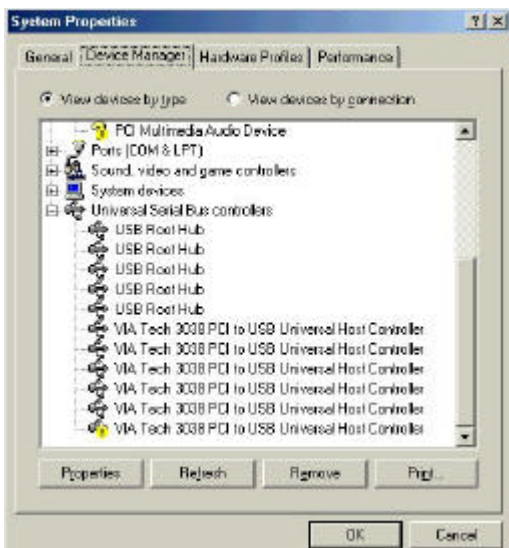 System Properties
General Device Manager Hardware Profiles Performance
View devices by type View devices by connection
PCI Multimedia Audio Device
Ports (COM & LPT)
Sound, video and game controllers
System devices
Universal Serial Bus controllers
USB Root Hub
USB Root Hub
USB Root Hub
USB Root Hub
USB Root Hub
VIA Tech 3038 PCI to USB Universal Host Controller
VIA Tech 3038 PCI to USB Universal Host Controller
VIA Tech 3038 PCI to USB Universal Host Controller
VIA Tech 3038 PCI to USB Universal Host Controller
VIA Tech 3038 PCI to USB Universal Host Controller
VIA Tech 3038 PCI to USB Universal Host Controller
Properties Refresh Remove Print...
OK Cancel